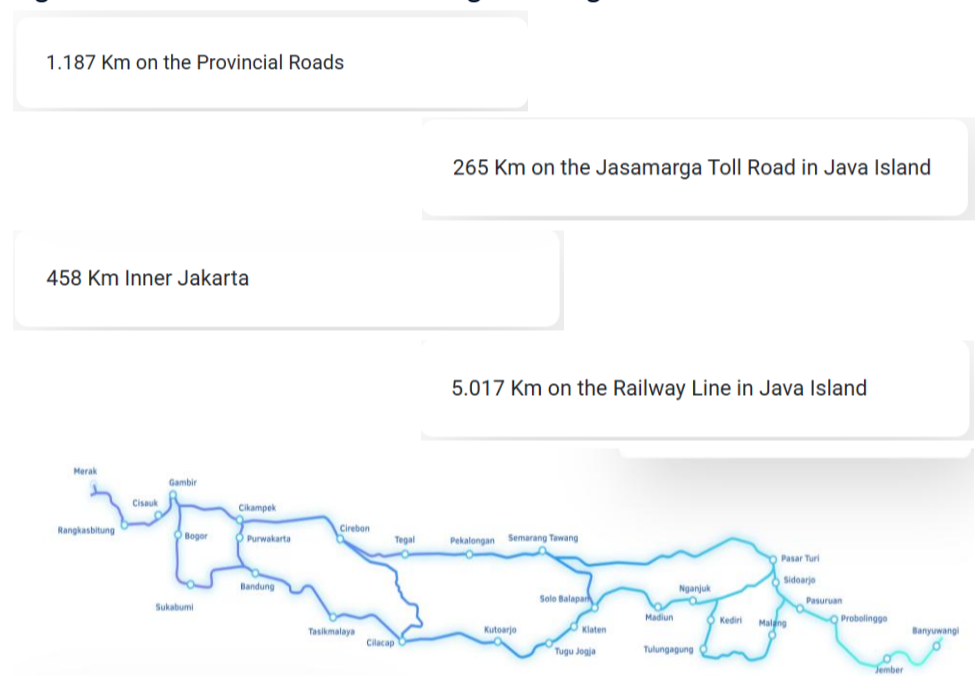 1.187 Km on the Provincial Roads
265 Km on the Jasamarga Toll Road in Java Island
458 Km Inner Jakarta
5.017 Km on the Railway Line in Java Island
Merak
Gambir
Cisauk
Rangkasbitung
Cikampek
Bogor
Purwakarta
Cirebon
Tegal
Pekalongan
Semarang Tawang
Pasar Turi
Sidoarjo
Bandung
Sukabumi
Nganjuk
Solo Balapan
Pasuruan
Madiun
Kediri
Malang
Probolinggo
Tasikmalaya
Cilacap
Kutoarjo
Klaten
Tugu Jogja
Tulungagung
Banyuwangi
Jember